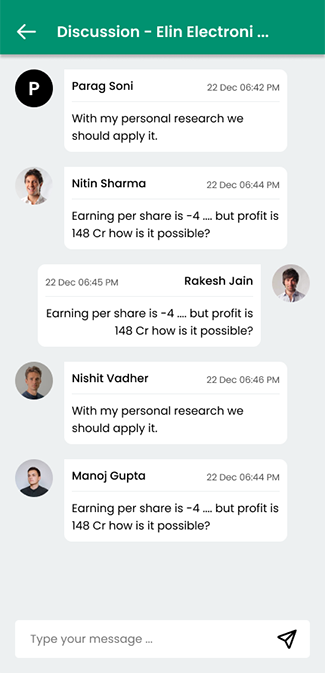 Discussion - Elin Electroni ...
P
Parag Soni
22 Dec 06:42 PM
With my personal research we
should apply it.
Nitin Sharma
22 Dec 06:44 PM
Earning per share is -4 .... but profit is
148 Cr how is it possible?
22 Dec 06:45 PM
Rakesh Jain
Earning per share is -4 .... but profit is
148 Cr how is it possible?
Nishit Vadher
22 Dec 06:46 PM
With my personal research we
should apply it.
Manoj Gupta
22 Dec 06:44 PM
Earning per share is -4 .... but profit is
148 Cr how is it possible?
Type your message ...